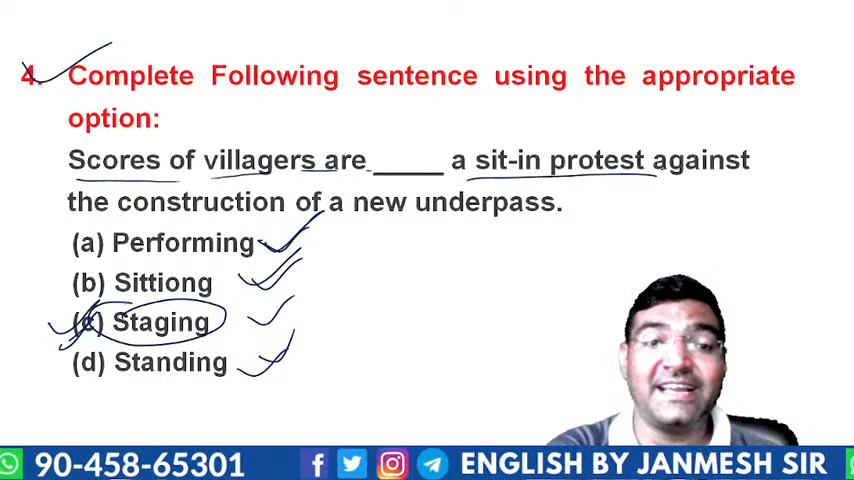 4. Complete Following sentence using the appropriate
option:
Scores of villagers are _____ a sit-in protest against
the construction of a new underpass.
(a) Performing
(b) Sittiong
(c) Staging
(d) Standing
90-458-65301 ENGLISH BY JANMESH SIR